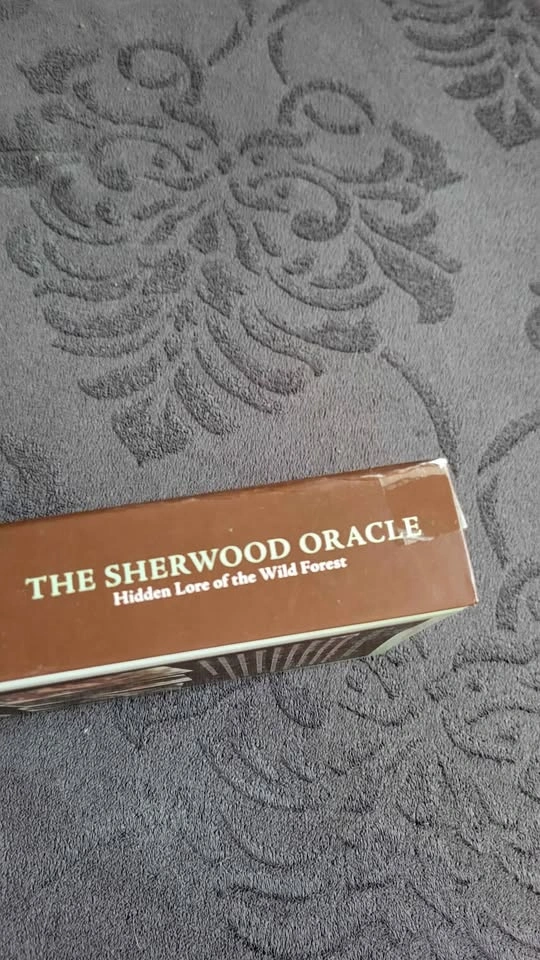 THE SHERWOOD ORACLE
Hidden Lore of the Wild Forest